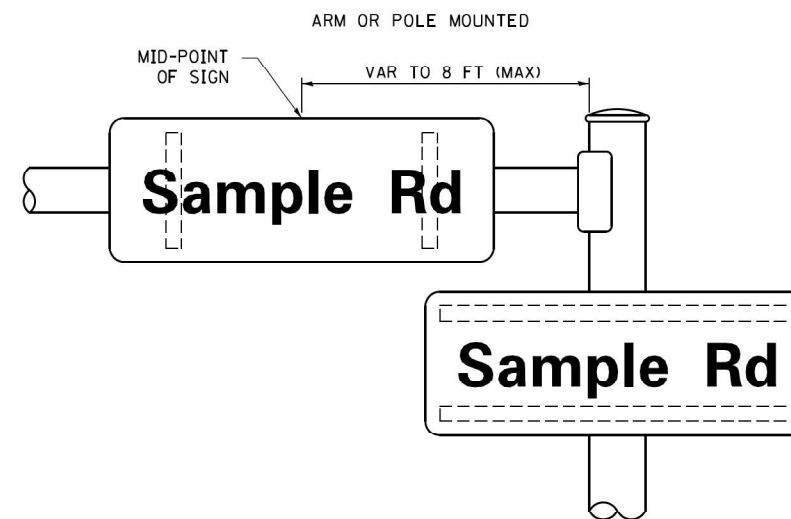 ARM OR POLE MOUNTED
MID-POINT
OF SIGN
VAR TO 8 FT (MAX)
Sample Rd
Sample Rd